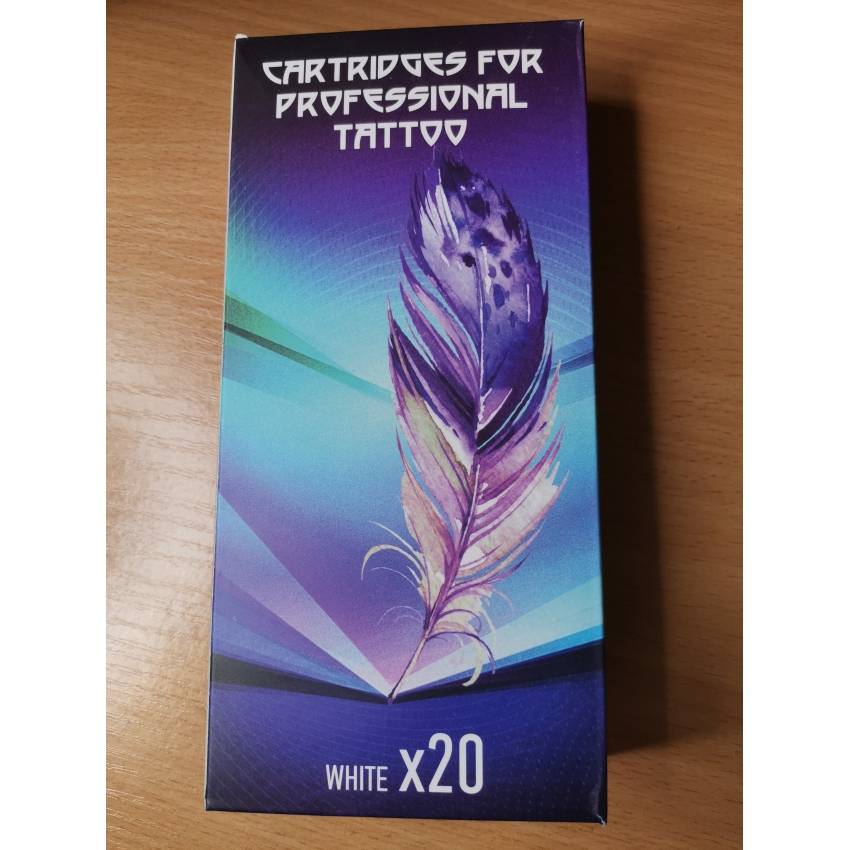 CARTRIDGES FOR
PROFESSIONAL
TATTOO
WHITE x20